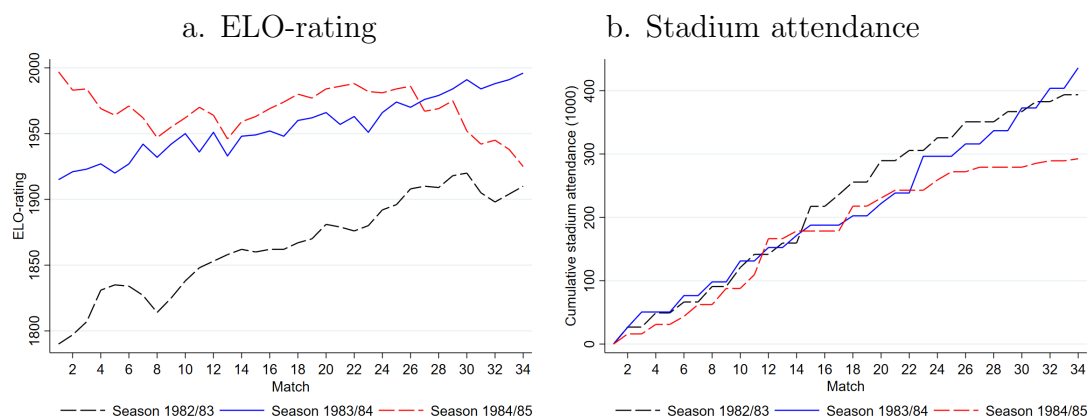 a. ELO-rating
ELO-rating
2000
1950
1900
1850
1800
2 4 6 8 10 12 14 16 18 20 22 24 26 28 30 32 34
Match
Season 1982/83 Season 1983/84 Season 1984/85
b. Stadium attendance
Cumulative stadium attendance (1000)
400
300
200
100
0
2 4 6 8 10 12 14 16 18 20 22 24 26 28 30 32 34
Match
Season 1982/83 Season 1983/84 Season 1984/85